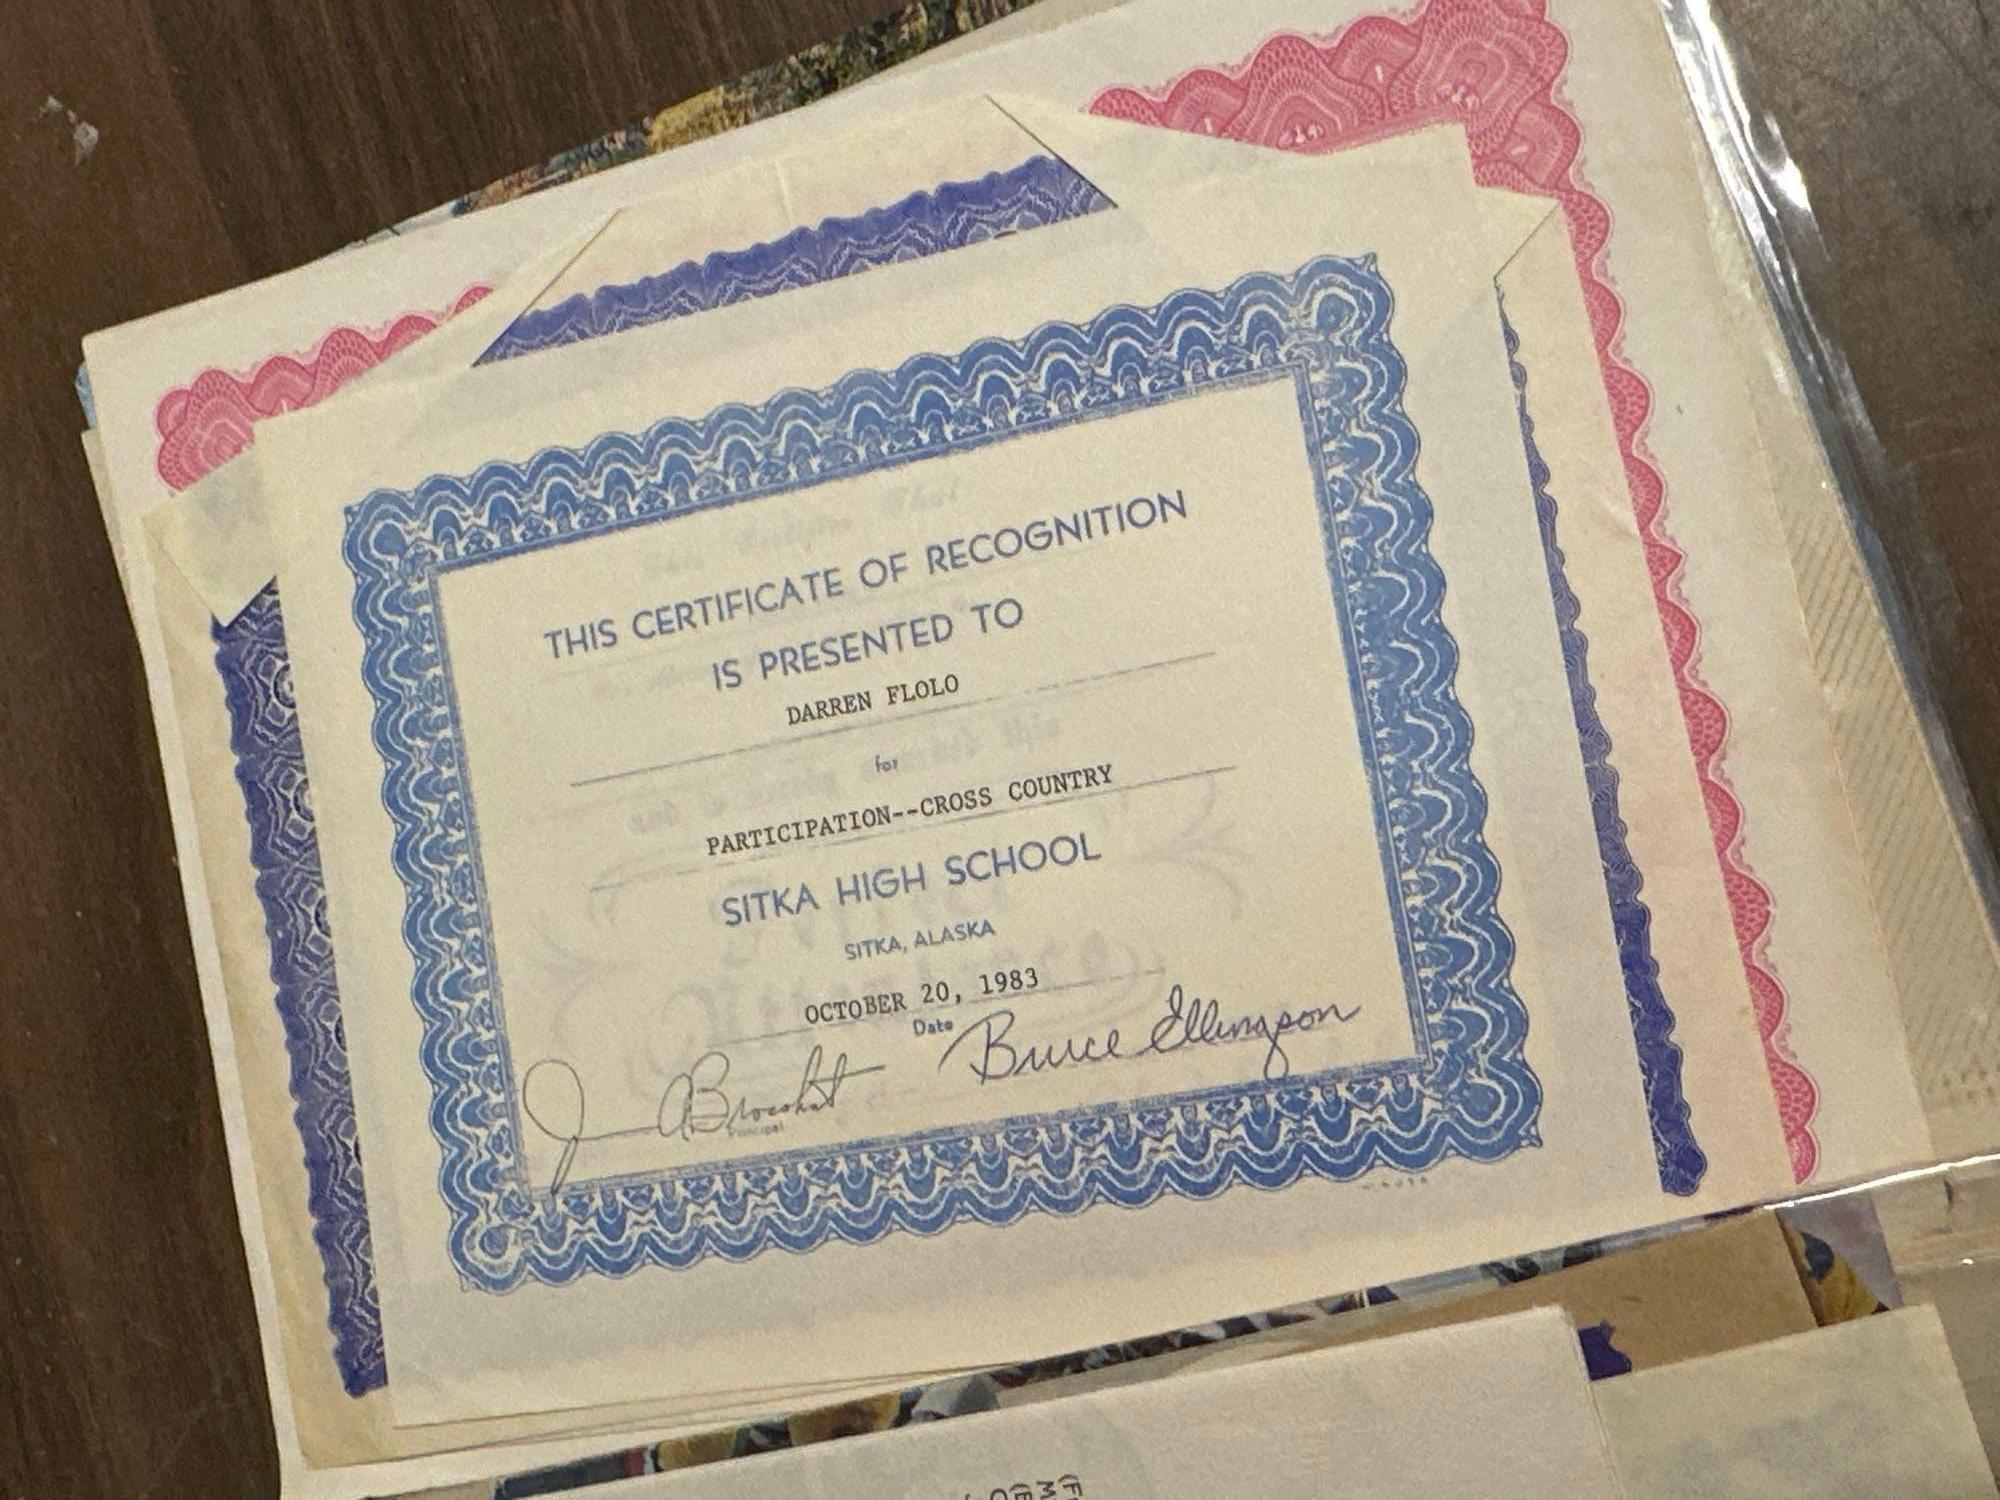 THIS CERTIFICATE OF RECOGNITION
IS PRESENTED TO
DARREN FLOLO
for
PARTICIPATION--CROSS COUNTRY
SITKA HIGH SCHOOL
SITKA, ALASKA
OCTOBER 20, 1983
Date
Bruce Ellingson
Principal